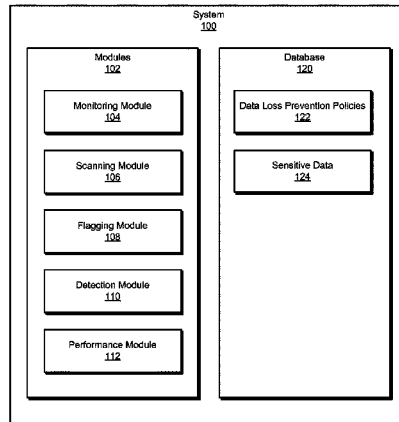 System
100
Modules
102
Monitoring Module
104
Scanning Module
106
Flagging Module
108
Detection Module
110
Performance Module
112
Database
120
Data Loss Prevention Policies
122
Sensitive Data
124